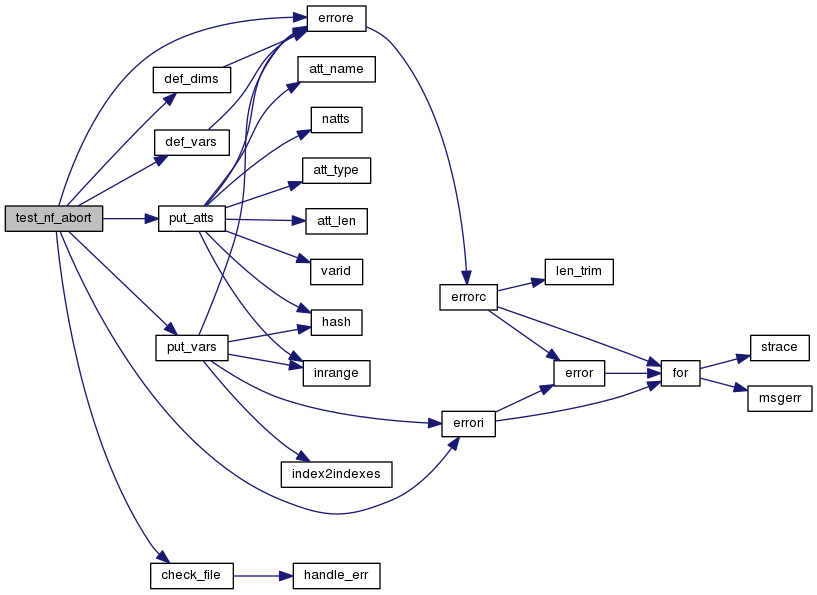 errore
def_dims
att_name
natts
def_vars
att_type
test_nf_abort
put_atts
att_len
varid
len_trim
errorc
hash
put_vars
strace
inrange
error
for
msgerr
errori
index2indexes
check_file
handle_err